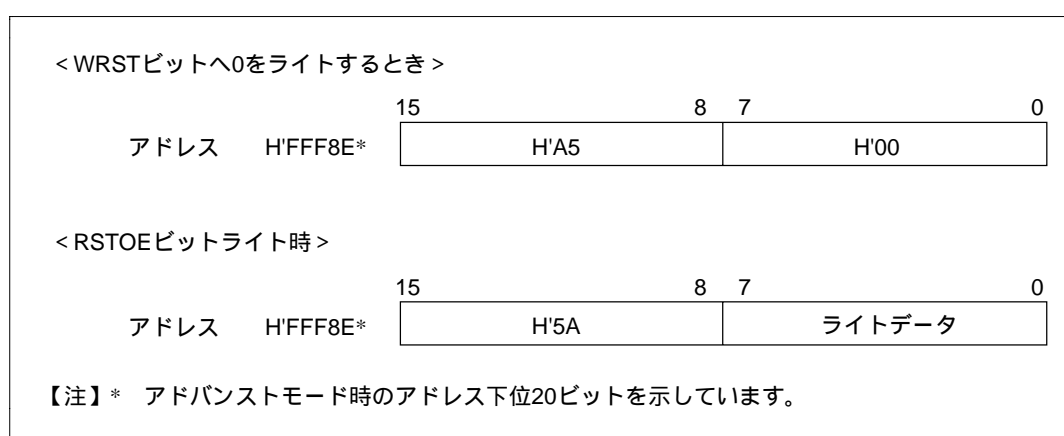 ＜WRSTビットへ0をライトするとき＞
15 8 7 0
アドレス H'FFF8E* H'A5 H'00
＜RSTOEビットライト時＞
15 8 7 0
アドレス H'FFF8E* H'5A ライトデータ
【注】* アドバンストモード時のアドレス下位20ビットを示しています。